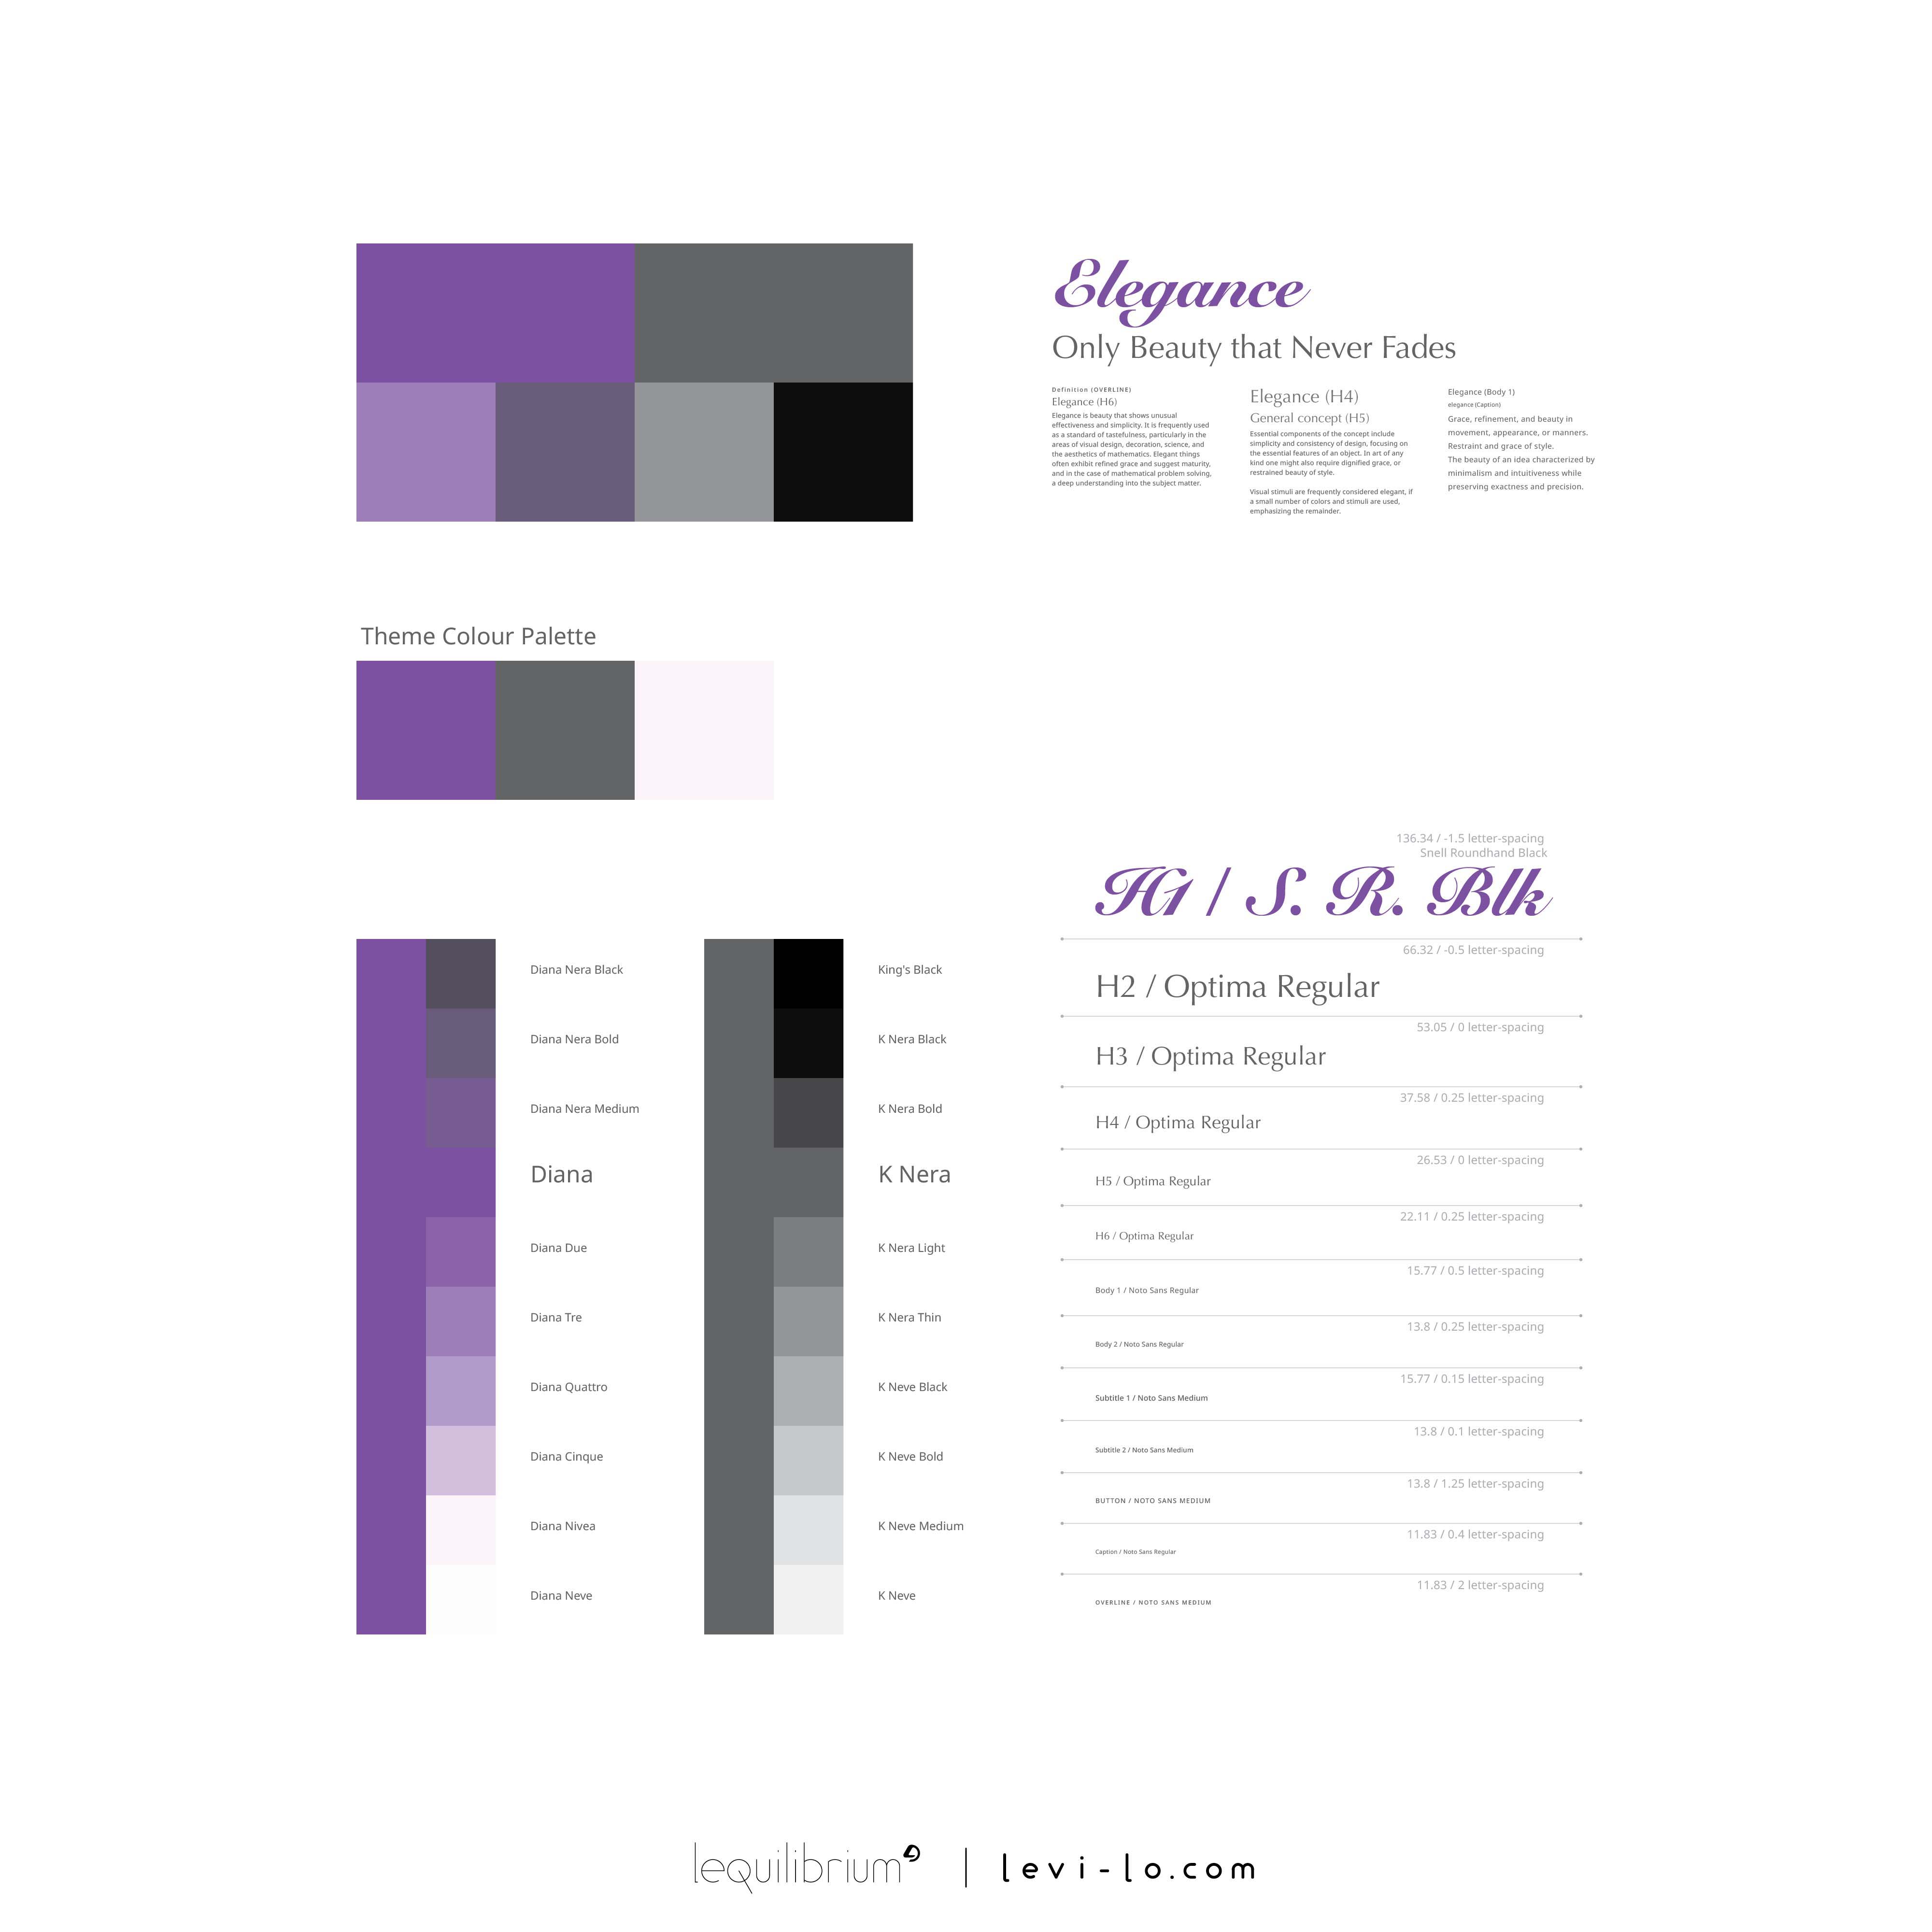 Elegance
Only Beauty that Never Fades
Definition (OVERLINE)
Elegance (H6)
Elegance is beauty that shows unusual
effectiveness and simplicity. It is frequently used
as a standard of tastefulness, particularly in the
areas of visual design, decoration, science, and
the aesthetics of mathematics. Elegant things
often exhibit refined grace and suggest maturity,
and in the case of mathematical problem solving,
a deep understanding into the subject matter.
Elegance (H4)
General concept (H5)
Essential components of the concept include
simplicity and consistency of design, focusing on
the essential features of an object. In art of any
kind one might also require dignified grace, or
restrained beauty of style.
Visual stimuli are frequently considered elegant, if
a small number of colors and stimuli are used,
emphasizing the remainder.
Elegance (Body 1)
elegance (Caption)
Grace, refinement, and beauty in
movement, appearance, or manners.
Restraint and grace of style.
The beauty of an idea characterized by
minimalism and intuitiveness while
preserving exactness and precision.
Theme Colour Palette
Diana Nera Black
Diana Nera Bold
Diana Nera Medium
Diana
Diana Due
Diana Tre
Diana Quattro
Diana Cinque
Diana Nivea
Diana Neve
King's Black
K Nera Black
K Nera Bold
K Nera
K Nera Light
K Nera Thin
K Neve Black
K Neve Bold
K Neve Medium
K Neve
136.34 / -1.5 letter-spacing
Snell Roundhand Black
H1 / S. R. Blk
66.32 / -0.5 letter-spacing
H2 / Optima Regular
53.05 / 0 letter-spacing
H3 / Optima Regular
37.58 / 0.25 letter-spacing
H4 / Optima Regular
26.53 / 0 letter-spacing
H5 / Optima Regular
22.11 / 0.25 letter-spacing
H6 / Optima Regular
15.77 / 0.5 letter-spacing
Body 1 / Noto Sans Regular
13.8 / 0.25 letter-spacing
Body 2 / Noto Sans Regular
15.77 / 0.15 letter-spacing
Subtitle 1 / Noto Sans Medium
13.8 / 0.1 letter-spacing
Subtitle 2 / Noto Sans Medium
13.8 / 1.25 letter-spacing
BUTTON / NOTO SANS MEDIUM
11.83 / 0.4 letter-spacing
Caption / Noto Sans Regular
11.83 / 2 letter-spacing
OVERLINE / NOTO SANS MEDIUM
lequilibrium | levi-lo.com